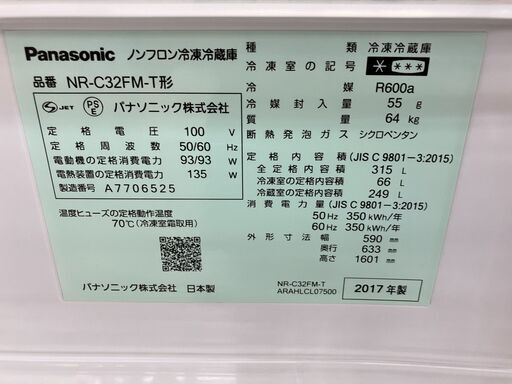 Panasonic ノンフロン冷凍冷蔵庫
品番 NR-C32FM-T形
S JET PSE パナソニック株式会社
定格電圧 100 V
定格周波数 50/60 Hz
電動機の定格消費電力 93/93 W
電熱装置の定格消費電力 135 W
製造番号 A7706525
温度ヒューズの定格動作温度
70℃(冷凍室霜取用)
パナソニック株式会社 日本製
種類 冷凍冷蔵庫
冷凍室の記号 * ***
冷媒 R600a
冷媒封入量 55 g
質量 64 kg
断熱発泡ガス シクロペンタン
定格内容積 (JIS C 9801-3:2015)
全定格内容積 315 L
冷凍室の定格内容積 66 L
冷蔵室の定格内容積 249 L
消費電力量 (JIS C 9801-3:2015)
50 Hz 350 kWh/年
60 Hz 350 kWh/年
外形寸法 幅 590 mm
奥行 633 mm
高さ 1601 mm
NR-C32FM-T
ARAHLCL07500
2017年製